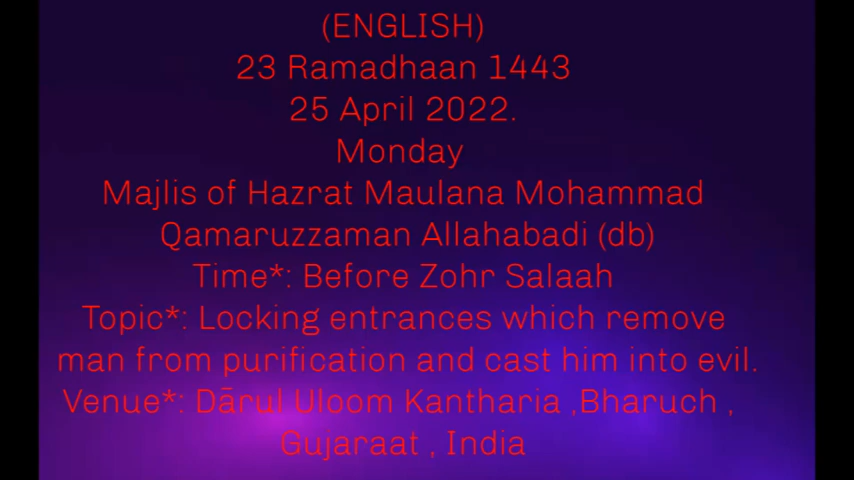 (ENGLISH)
23 Ramadhaan 1443
25 April 2022.
Monday
Majlis of Hazrat Maulana Mohammad
Qamaruzzaman Allahabadi (db)
Time*: Before Zohr Salaah
Topic*: Locking entrances which remove
man from purification and cast him into evil.
Venue*: Dārul Uloom Kantharia ,Bharuch ,
Gujaraat , India